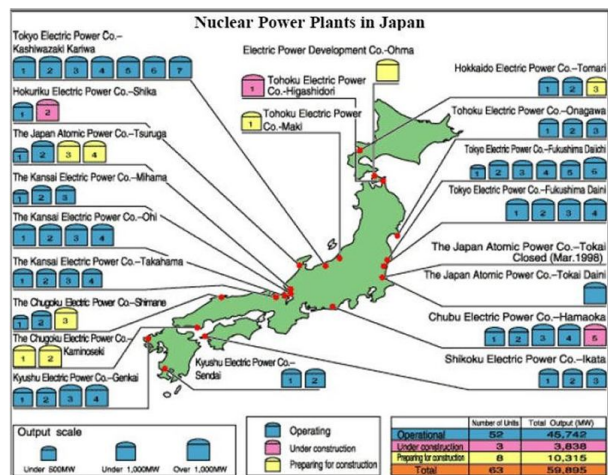 Nuclear Power Plants in Japan
Tokyo Electric Power Co.–
Kashiwazaki Kariwa
1 2 3 4 5 6 7
Hokuriku Electric Power Co.–Shika
1 2
The Japan Atomic Power Co–Tsuruga
1 2 3 4
The Kansai Electric Power Co.–Mihama
1 2 3
The Kansai Electric Power Co.–Ohi
1 2 3 4
The Kansai Electric Power Co.–Takahama
1 2 3 4
The Chugoku Electric Power Co–Shimane
1 2 3
The Chugoku Electric Power Co.–
Kaminoseki
1 2
Kyushu Electric Power Co.–Genkai
1 2 3 4
Kyushu Electric Power Co.–
Sendai
1 2
Electric Power Development Co.–Ohma
Tohoku Electric Power
Co.–Higashidori
1
Tohoku Electric Power
Co.–Maki
1
Hokkaido Electric Power Co.–Tomari
1 2 3
Tohoku Electric Power Co.–Onagawa
1 2 3
Tokyo Electric Power Co.–Fukushima Daiichi
1 2 3 4 5 6
Tokyo Electric Power Co.–Fukushima Daini
1 2 3 4
The Japan Atomic Power Co.–Tokai
Closed (Mar.1998)
The Japan Atomic Power Co.–Tokai Daini
Chubu Electric Power Co.–Hamaoka
1 2 3 4 5
Shikoku Electric Power Co.–Ikata
1 2 3
Output scale
Under 500MW
Under 1,000MW
Over 1,000MW
Operating
Under construction
Preparing for construction
Number of Units Total Output (MW)
Operational 52 45,742
Under construction 3 3,838
Preparing for construction 8 10,315
Total 63 59,895